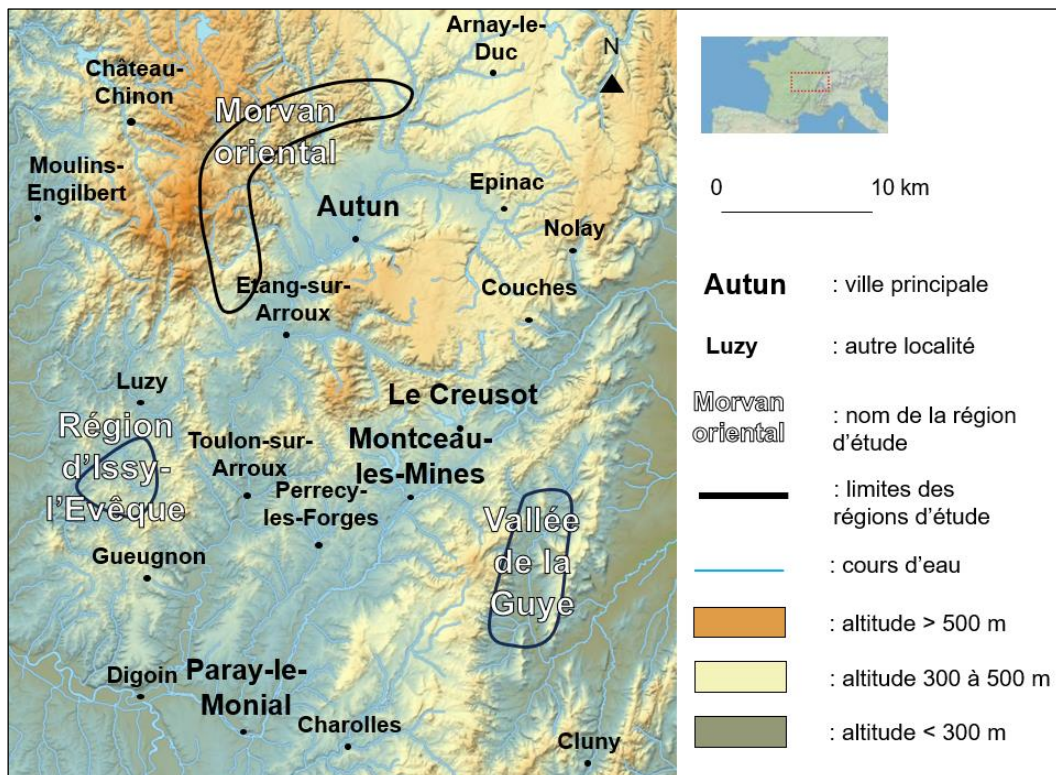 Arnay-le-
Duc
N
Château-
Chinon
Morvan
oriental
Moulins-
Engilbert
Epinac
Autun
Nolay
Etang-sur-
Arroux
Couches
Luzy
Le Creusot
Région
d'Issy-
l'Evêque
Toulon-sur-
Arroux
Montceau-
les-Mines
Perrecy-
les-Forges
Vallée
de la
Guye
Gueugnon
Digoin
Paray-le-
Monial
Charolles
Cluny
0 10 km
Autun : ville principale
Luzy : autre localité
Morvan
oriental
: nom de la région
d'étude
: limites des
régions d'étude
: cours d'eau
: altitude > 500 m
: altitude 300 à 500 m
: altitude < 300 m